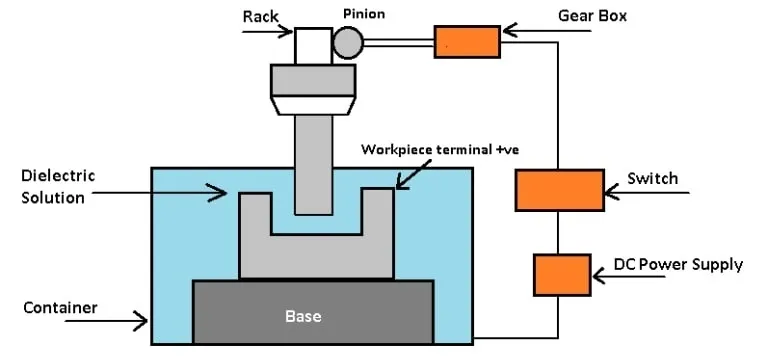 Rack
Pinion
Gear Box
Workpiece terminal +ve
Dielectric
Solution
Switch
DC Power Supply
Container
Base